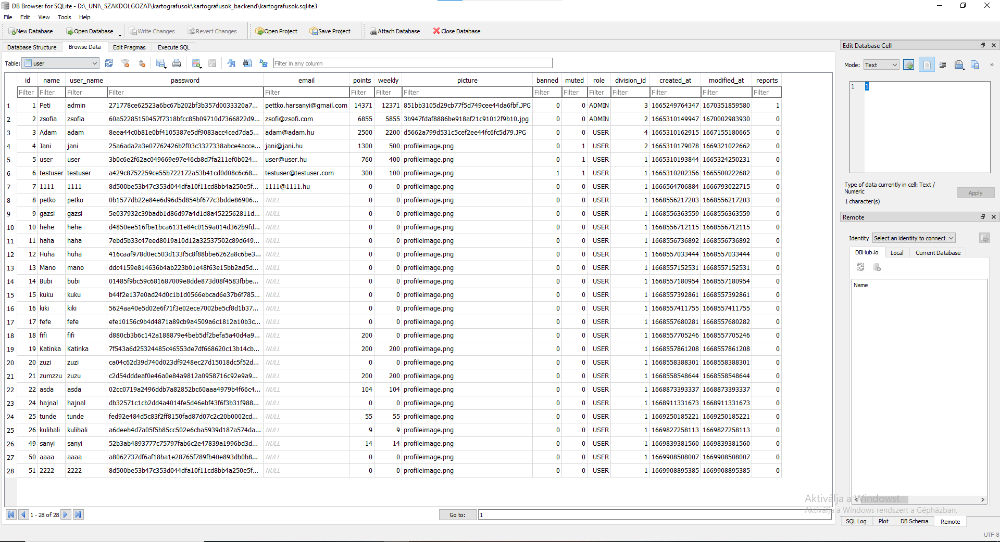 DB Browser for SQLite - D:\_UNI\_SZAKDOLGOZAT\kartografusok\kartografusok_backend\kartografusok.sqlite3
File Edit View Tools Help
New Database Open Database Write Changes Revert Changes Open Project Save Project Attach Database Close Database
Database Structure Browse Data Edit Pragmas Execute SQL
Table: user Filter in any column
id name user_name password email points weekly picture banned muted role division_id created_at modified_at reports
Filter Filter Filter Filter Filter Filter Filter Filter Filter Filter Filter Filter Filter Filter Filter
1 1 Peti admin 271778ce62523a6bc67b202bf3b357d0033320a7... pettko.harsanyi@gmail.com 14371 12371 851bb3105d29cb77f5d749cee44da6fbf.JPG 0 0 ADMIN 3 1665249764347 1670351859580 1
2 2 zsofia zsofia 60a52285150457f7318bfcc85b09710d7366822d9... zsofi@zsofi.com 6855 5855 3b947fdaf8886be918af21c91012f9b10.jpg 0 0 ADMIN 2 1665310149947 1670002983930 0
3 3 Adam adam 8eea44c0b81e0bf4105387e5df9083acc4ced7da5... adam@adam.hu 2500 2200 d5662a799d531c5cef2ee44fc6fc5d79.JPG 0 0 USER 4 1665310162915 1667155180665 0
4 4 Jani jani 25a6ada2a3e07762426b2f03c3327338abce4acce... jani@jani.hu 1300 500 profileimage.png 0 1 USER 2 1665310179078 1669321022662 0
5 5 user user 3b0c6e2f62ac049669e97e46cb8d7fa211ef0b024... user@user.hu 760 400 profileimage.png 0 1 USER 1 1665310193844 1665324250231 0
6 6 testuser testuser a429c8752259ce55b722172a53b41cd0d08c6c68... testuser@testuser.com 300 100 profileimage.png 1 1 USER 1 1665310202356 1665500222682 0
7 7 1111 1111 8d500be53b47c353d044dfa10f11cd8bb4a250e5f... 1111@1111.hu 0 0 profileimage.png 0 0 USER 1 1666564706884 1666793022715 0
8 8 petko petko 0b1577db22e84e6d96d5d854bf677c3bdde86906... NULL 0 0 profileimage.png 0 0 USER 1 1668556217203 1668556217203 0
9 9 gazsi gazsi 5e037932c39badb1d86d97a4d1d8a4522562811d... NULL 0 0 profileimage.png 0 0 USER 1 1668556363559 1668556363559 0
10 10 hehe hehe d4850ee516fbe1bca6131e84c0159a014d362b9fd... NULL 0 0 profileimage.png 0 0 USER 1 1668556712115 1668556712115 0
11 11 haha haha 7ebd5b33c47eed8019a10d12a32537502c89d649... NULL 0 0 profileimage.png 0 0 USER 1 1668556736892 1668556736892 0
12 12 Huha huha 416caaf978d0ec503d133f5c8f88bbe6262a8c6be3... NULL 0 0 profileimage.png 0 0 USER 1 1668557033444 1668557033444 0
13 13 Mano mano ddc4159e814636b4ab223b01e48f63e15bb2ad5d... NULL 0 0 profileimage.png 0 0 USER 1 1668557152531 1668557152531 0
14 14 Bubi bubi 01485f9bc59c681687009e8dde873d08f4583fbbe... NULL 0 0 profileimage.png 0 0 USER 1 1668557180954 1668557180954 0
15 15 kuku kuku b44f2e137e0ad24d0c1b1d0566ebcad6e37b6f785... NULL 0 0 profileimage.png 0 0 USER 1 1668557392861 1668557392861 0
16 16 kiki kiki 5624aa40e5d02e6f71f3e02ece7002be5cf8d1b37... NULL 0 0 profileimage.png 0 0 USER 1 1668557411755 1668557411755 0
17 17 fefe fefe efe10156c9b4d4871a89cb9a4509a6c1812a10b3c... NULL 0 0 profileimage.png 0 0 USER 1 1668557680281 1668557680282 0
18 18 fifi fifi d880cb3b6c142a188879e4beb5df2befa5a40d4a9... NULL 200 0 profileimage.png 0 0 USER 1 1668557705246 1668557705246 0
19 19 Katinka Katinka 7f543a6d25324485c46553de7df668620c13b14cb... NULL 200 200 profileimage.png 0 0 USER 1 1668557861208 1668557861208 0
20 20 zuzi zuzi ca04c62d39d740d023df9248ec27d15018dc5f52d... NULL 0 0 profileimage.png 0 0 USER 1 1668558388301 1668558388301 0
21 21 zumzzu zuzu c2d54dddeaf0e46a0e84a9812a0958716c92e9a9... NULL 200 200 profileimage.png 0 0 USER 1 1668558548644 1668558548644 0
22 22 asda asda 02cc0719a2496ddb7a82852bc60aaa4979b4f66c4... NULL 104 104 profileimage.png 0 0 USER 1 1668873393337 1668873393337 0
23 24 hajnal hajnal db32571c1cb2dd4a4014fe5d46ebf43f6f3b31f988... NULL 0 0 profileimage.png 0 0 USER 1 1668911331673 1668911331673 0
24 25 tunde tunde fed92e484d5c83f2ff8150fad87d07c2c20b0002cd... NULL 55 55 profileimage.png 0 0 USER 1 1669250185221 1669250185221 0
25 26 kulibali kulibali a6deeb4d7a05f5b85cc502e6cba5939d187a574da... NULL 9 9 profileimage.png 0 0 USER 1 1669827258113 1669827258113 0
26 49 sanyi sanyi 52b3ab4893777c75797fab6c2e47839a1996bd3d... NULL 14 14 profileimage.png 0 0 USER 1 1669839381560 1669839381560 0
27 50 aaaa aaaa a8062737df6af18ba1e28765f789fb40e893db0b8... NULL 0 0 profileimage.png 0 0 USER 1 1669908508007 1669908508007 0
28 51 2222 2222 8d500be53b47c353d044dfa10f11cd8bb4a250e5f... NULL 0 0 profileimage.png 0 0 USER 1 1669908895385 1669908895385 0
1 - 28 of 28 Go to: 1
Edit Database Cell
Mode: Text
1 1
Type of data currently in cell: Text /
Numeric
1 character(s)
Apply
Remote
Identity Select an identity to connect
DBHub.io Local Current Database
Name
Aktiválja a Windowst
Aktiválja a Windows rendszert a Gépházban.
SQL Log Plot DB Schema Remote
UTF-8